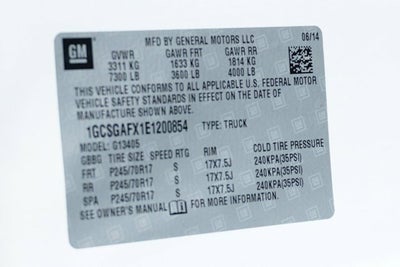 GM
MFD BY GENERAL MOTORS LLC 06/14
GVWR GAWR FR GAWR RR
3311 KG 1633 KG 1814 KG
7300 LB 3600 LB 4000 LB
THIS VEHICLE CONFORMS TO ALL APPLICABLE U.S. FEDERAL MOTOR
VEHICLE SAFETY STANDARDS IN EFFECT ON THE DATE OF
MANUFACTURE SHOWN ABOVE.
1GCSGAFX1E1200854 TYPE: TRUCK
MODEL: G13405
GBBG TIRE SIZE SPEED RTG RIM COLD TIRE PRESSURE
FRT P245/70R17 S 17X7.5J 240KPA(35PSI)
RR P245/70R17 S 17X7.5J 240KPA(35PSI)
SPA P245/70R17 S 17X7.5J 240KPA(35PSI)
SEE OWNER'S MANUAL FOR MORE INFORMATION.